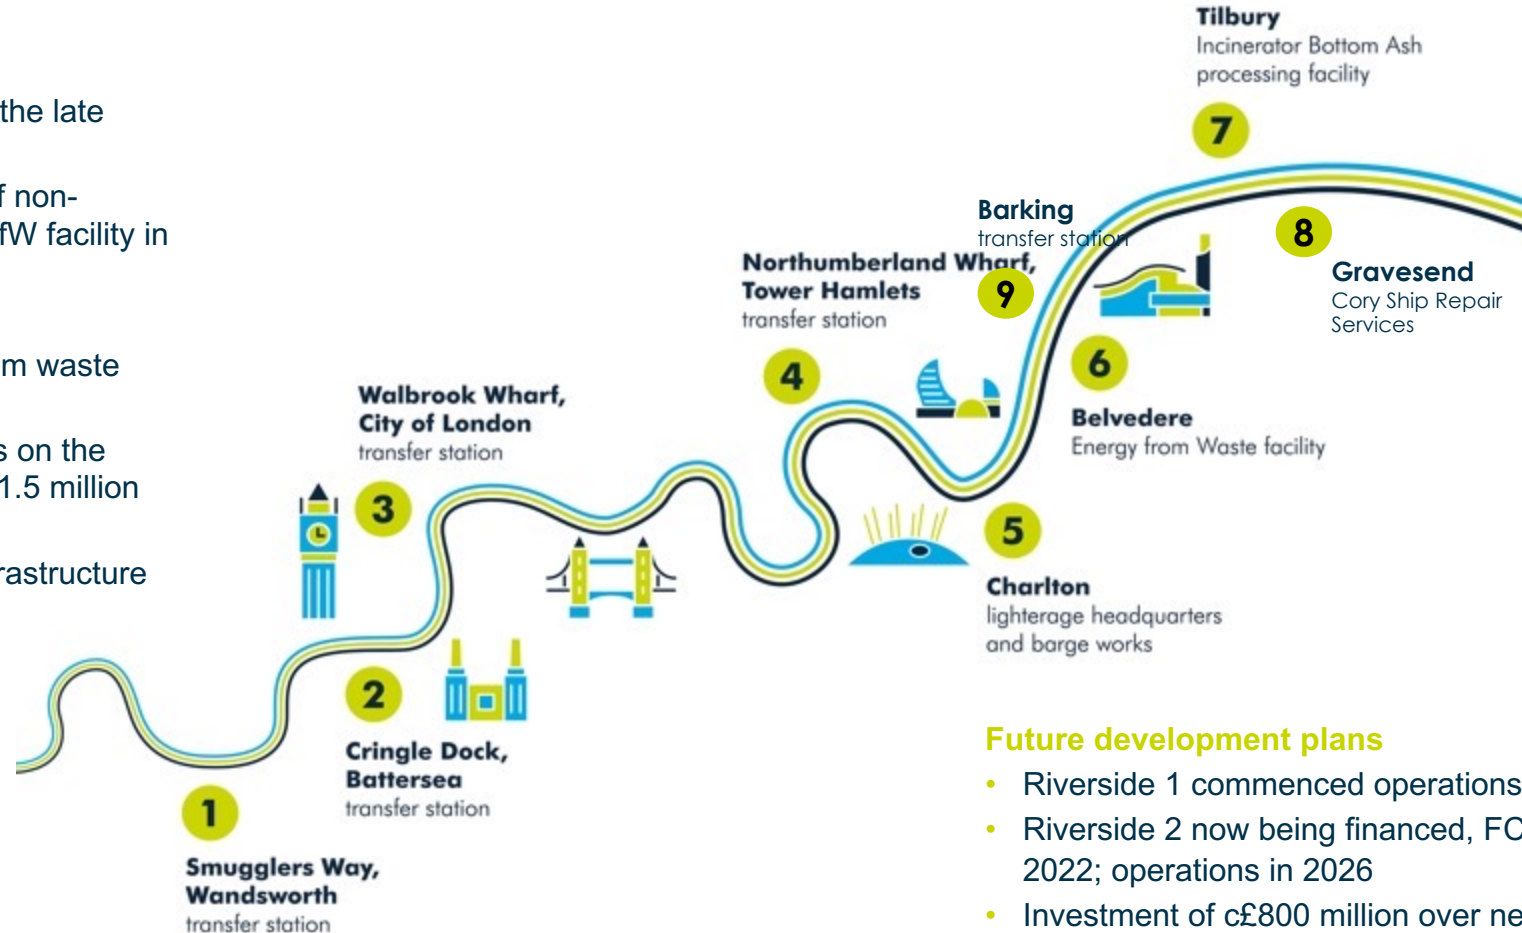 the late
f non-
fW facility in
m waste
s on the
1.5 million
rastructure
Tilbury
Incinerator Bottom Ash
processing facility
7
Barking
transfer station
9
8
Gravesend
Cory Ship Repair
Services
Northumberland Wharf,
Tower Hamlets
transfer station
4
6
Belvedere
Energy from Waste facility
Walbrook Wharf,
City of London
transfer station
3
5
Charlton
lighterage headquarters
and barge works
2
Cringle Dock,
Battersea
transfer station
1
Smugglers Way,
Wandsworth
transfer station
Future development plans
• Riverside 1 commenced operations
• Riverside 2 now being financed, FC
2022; operations in 2026
• Investment of c£800 million over ne